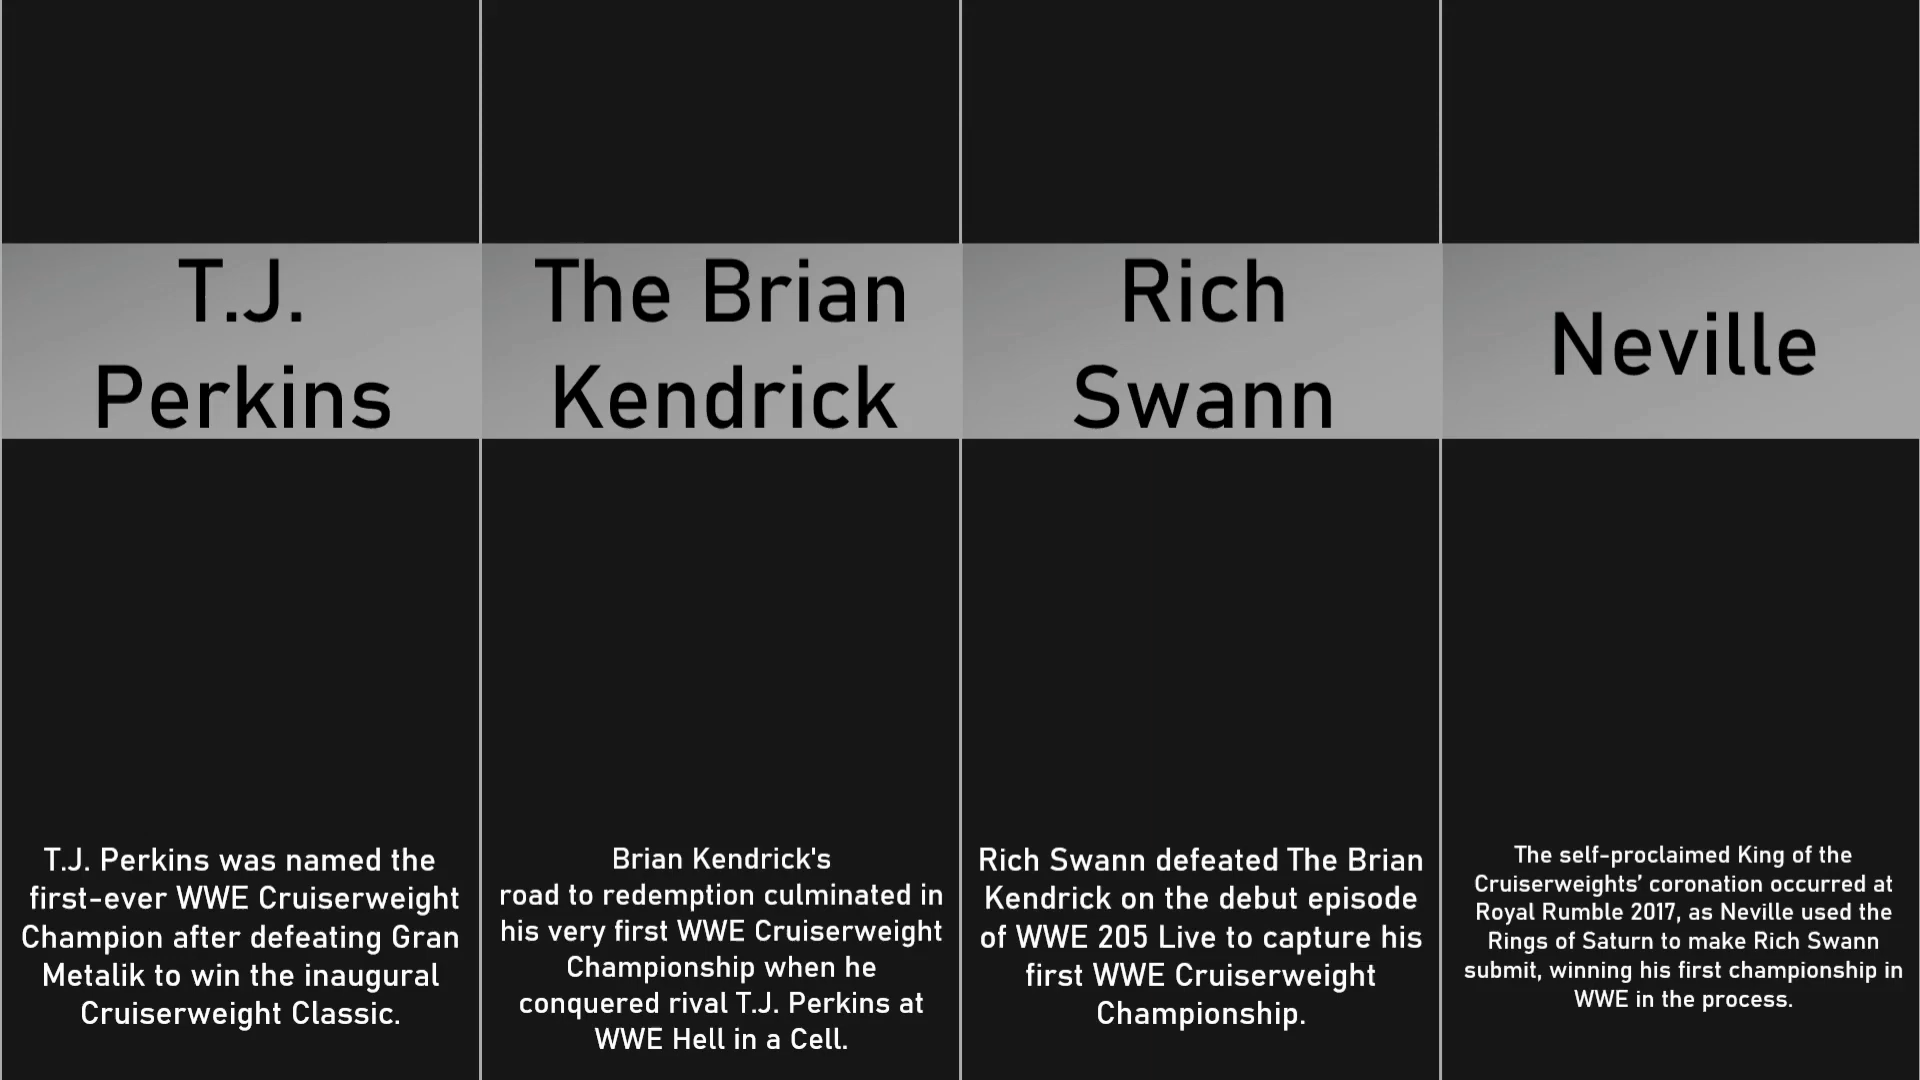 T.J.
Perkins
The Brian
Kendrick
Rich
Swann
Neville
T.J. Perkins was named the
first-ever WWE Cruiserweight
Champion after defeating Gran
Metalik to win the inaugural
Cruiserweight Classic.
Brian Kendrick's
road to redemption culminated in
his very first WWE Cruiserweight
Championship when he
conquered rival T.J. Perkins at
WWE Hell in a Cell.
Rich Swann defeated The Brian
Kendrick on the debut episode
of WWE 205 Live to capture his
first WWE Cruiserweight
Championship.
The self-proclaimed King of the
Cruiserweights’ coronation occurred at
Royal Rumble 2017, as Neville used the
Rings of Saturn to make Rich Swann
submit, winning his first championship in
WWE in the process.